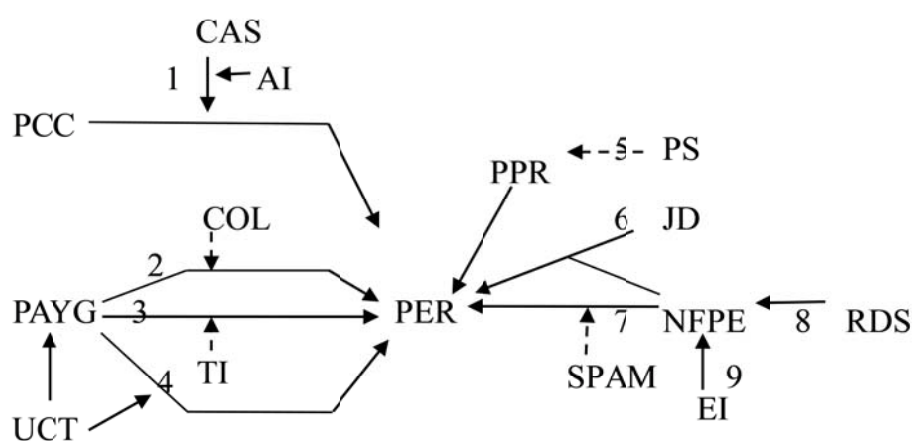 CAS
1
AI
PCC
5
PS
PPR
COL
6
JD
2
PAYG
3
PER
7
NFPE
8
RDS
TI
4
SPAM
9
EI
UCT